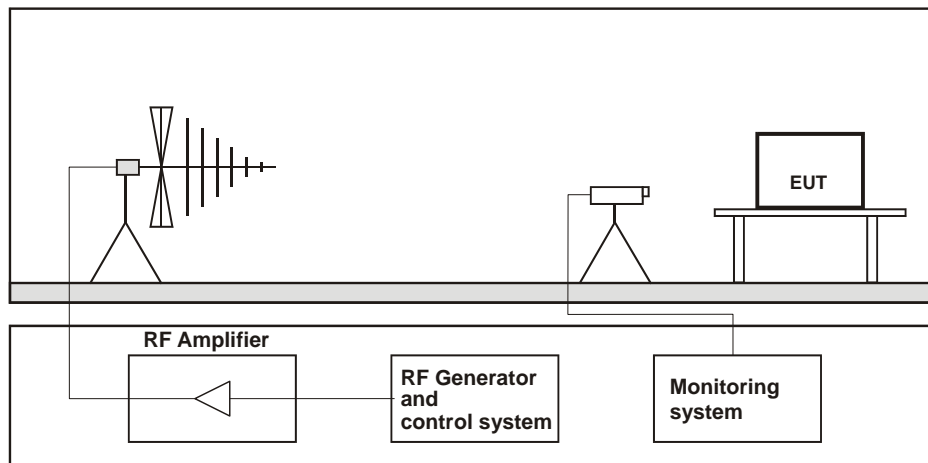 EUT
RF Amplifier
RF Generator
and
control system
Monitoring
system